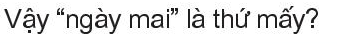 Vậy “ngày mai” là thứ mấy?